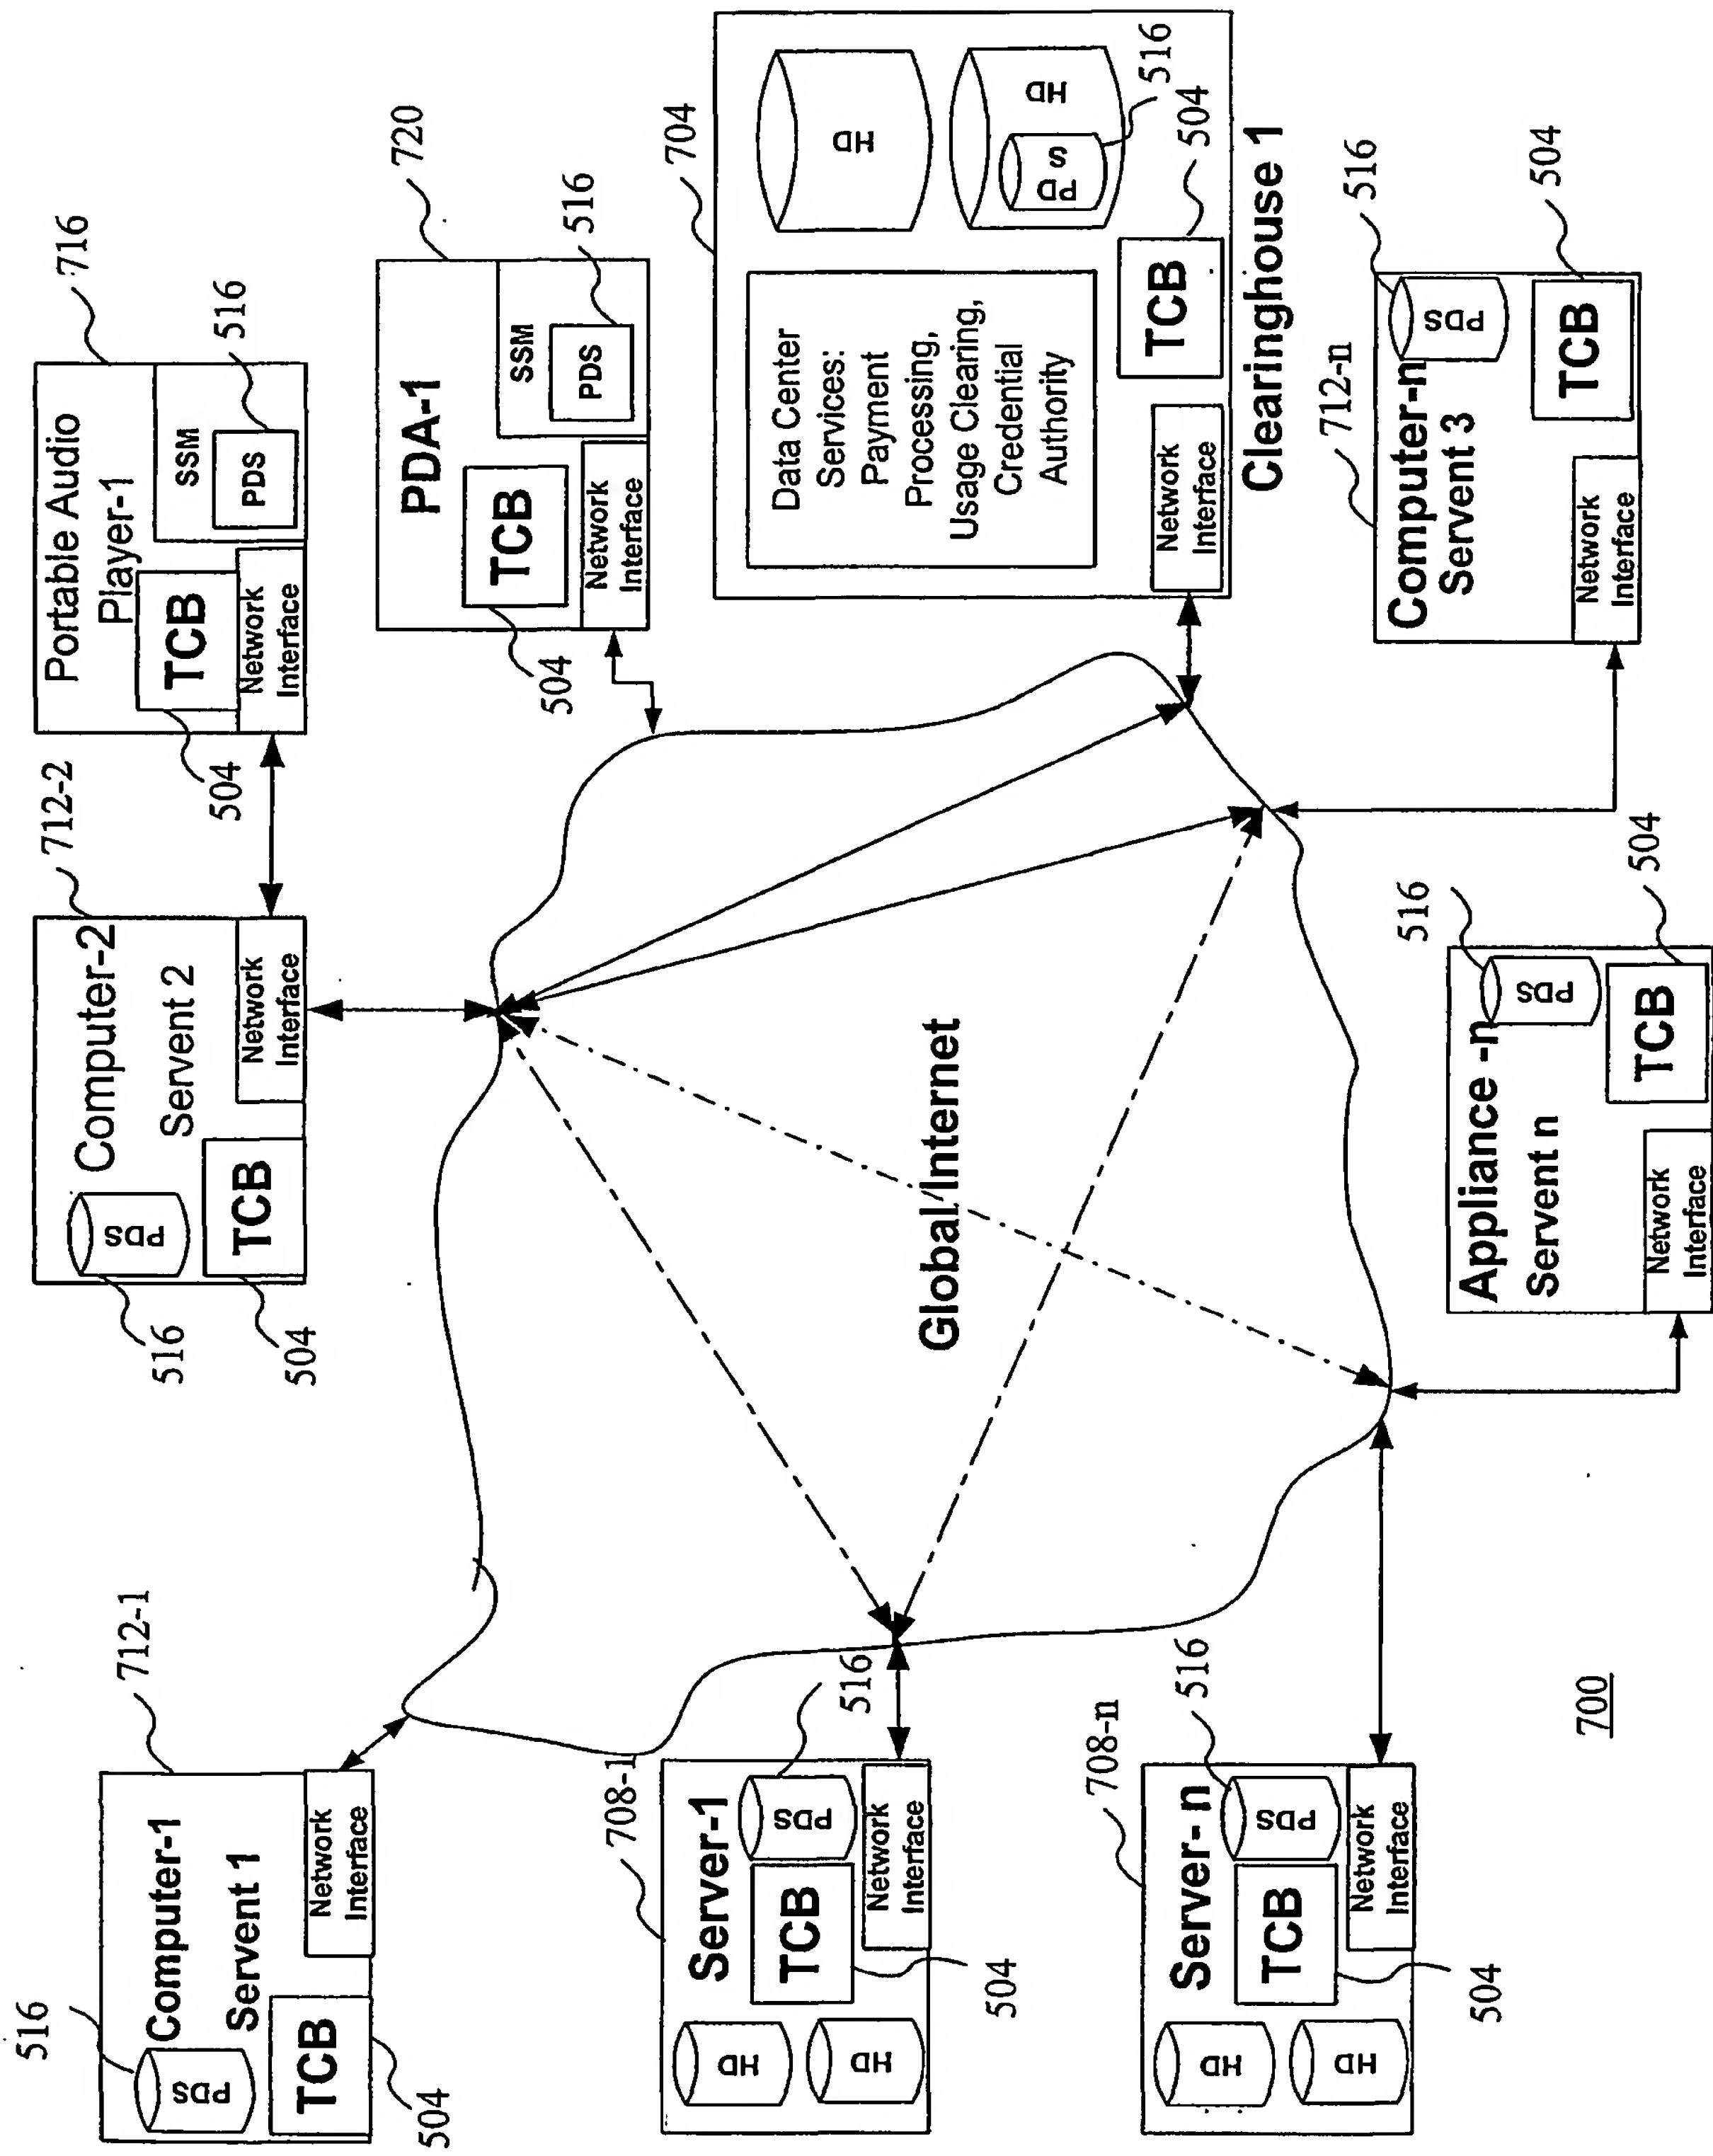 516
712-1
Computer-1
Servent 1
PDS
TCB
Network
Interface
504
712-2
Computer-2
Servent 2
PDS
TCB
Network
Interface
516
504
716
Portable Audio
Player-1
SSM
PDS
TCB
Network
Interface
516
504
720
PDA-1
SSM
PDS
TCB
Network
Interface
516
504
704
Data Center
Services:
Payment
Processing,
Usage Clearing,
Credential
Authority
HD
HD
PD
S
516
TCB
504
Network
Interface
Clearinghouse 1
Global Internet
708-1
Server-1
516
PDS
TCB
HD
HD
Network
Interface
504
708-n
Server- n
516
PDS
TCB
HD
HD
Network
Interface
504
Appliance -n
Servent n
516
PDS
TCB
504
Network
Interface
712-n
Computer-n
Servent 3
516
PDS
TCB
504
Network
Interface
700